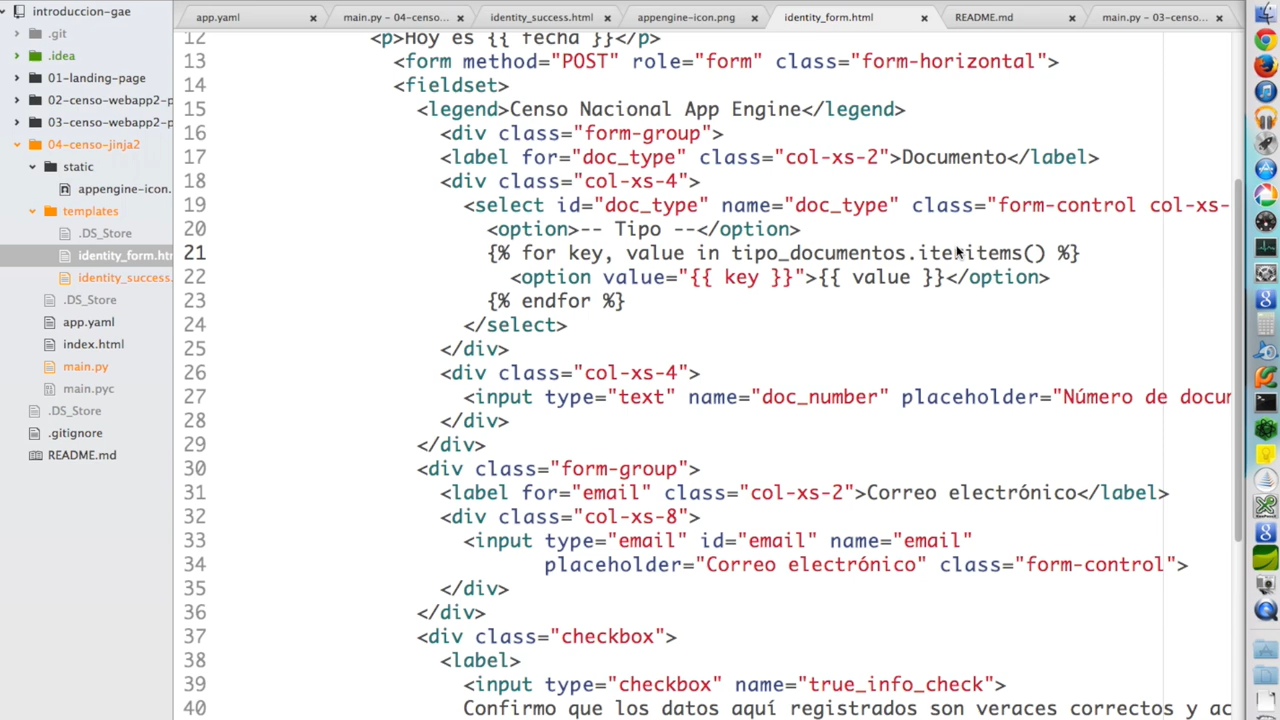 introduccion-gae
.git
.idea
01-landing-page
02-censo-webapp2-p
03-censo-webapp2-p
04-censo-jinja2
static
appengine-icon.
templates
.DS_Store
identity_form.htm
identity_success.
.DS_Store
app.yaml
index.html
main.py
main.pyc
.DS_Store
.gitignore
README.md
app.yaml
main.py - 04-censo...
identity_success.html
appengine-icon.png
identity_form.html
README.md
main.py - 03-censo...
12 <p>Hoy es {{ fecha }}</p>
13 <form method="POST" role="form" class="form-horizontal">
14 <fieldset>
15 <legend>Censo Nacional App Engine</legend>
16 <div class="form-group">
17 <label for="doc_type" class="col-xs-2">Documento</label>
18 <div class="col-xs-4">
19 <select id="doc_type" name="doc_type" class="form-control col-xs-
20 <option>-- Tipo --</option>
21 {% for key, value in tipo_documentos.iteritems() %}
22 <option value="{{ key }}">{{ value }}</option>
23 {% endfor %}
24 </select>
25 </div>
26 <div class="col-xs-4">
27 <input type="text" name="doc_number" placeholder="Número de docum
28 </div>
29 </div>
30 <div class="form-group">
31 <label for="email" class="col-xs-2">Correo electrónico</label>
32 <div class="col-xs-8">
33 <input type="email" id="email" name="email"
34 placeholder="Correo electrónico" class="form-control">
35 </div>
36 </div>
37 <div class="checkbox">
38 <label>
39 <input type="checkbox" name="true_info_check">
40 Confirmo que los datos aquí registrados son veraces correctos y ac